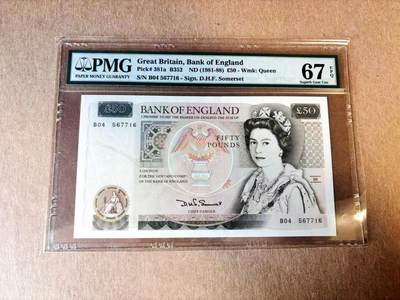 PMG
PAPER MONEY GUARANTY
Great Britain, Bank of England
Pick# 381a B352 ND (1981-88) £50 - Wmk: Queen
S/N B04 567716 - Sign. D.H.F. Somerset
67 EPQ
Superb Gem Unc
£50
BANK OF ENGLAND
£50
I PROMISE TO PAY THE BEARER ON DEMAND THE SUM OF
B04 567716
FIFTY
POUNDS
LONDON
FOR THE GOVR AND COMPA
OF THE BANK OF ENGLAND
CHIEF CASHIER
B04 567716